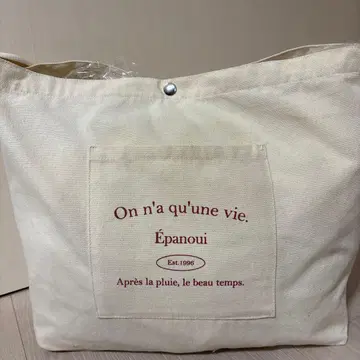 On n'a qu'une vie.
Épanoui
Est.1996
Après la pluie, le beau temps.